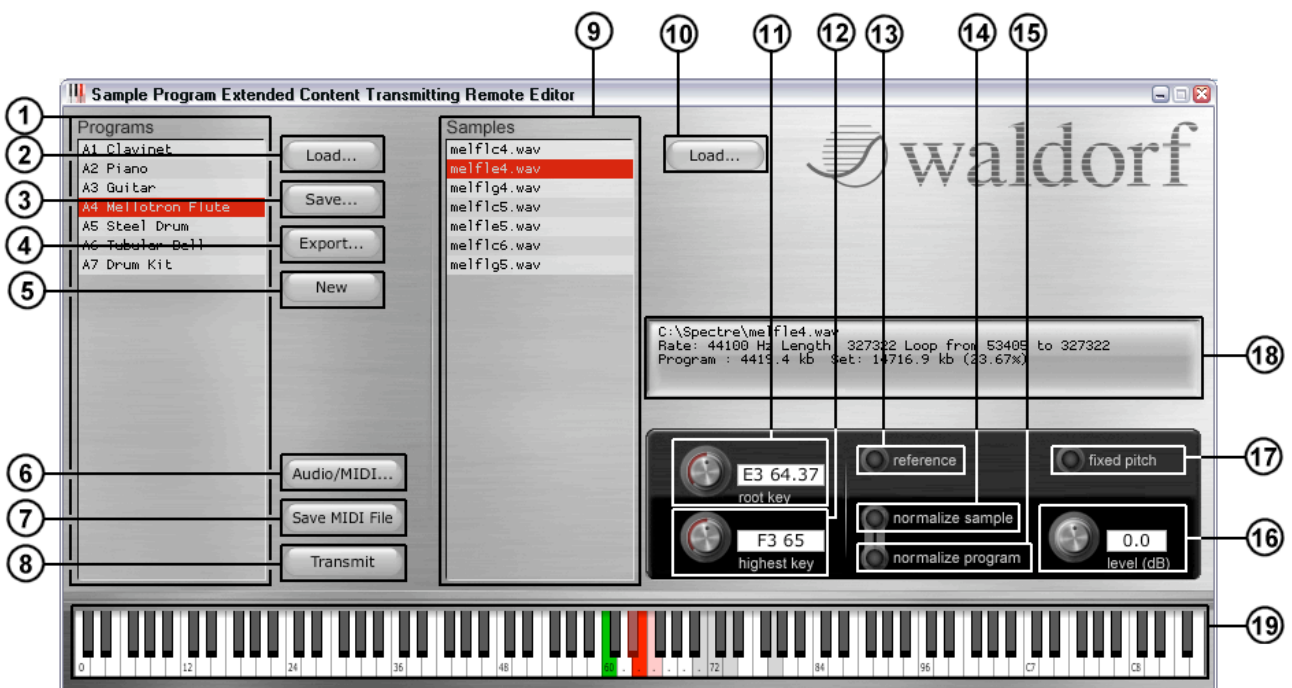 9 10 11 12 13 14 15
Sample Program Extended Content Transmitting Remote Editor
1
Programs
A1 Clavinet
A2 Piano
A3 Guitar
A4 Mellotron Flute
A5 Steel Drum
A6 Tubular Bell
A7 Drum Kit
2
Load...
3
Save...
4
Export...
5
New
6
Audio/MIDI...
7
Save MIDI File
8
Transmit
Samples
melflc4.wav
melfle4.wav
melflg4.wav
melflc5.wav
melfle5.wav
melflc6.wav
melflg5.wav
Load...
waldorf
C:\Spectre\melfle4.wav
Rate: 44100 Hz Length: 327322 Loop from 53405 to 327322
Program : 4419.4 kb Set: 14716.9 kb (23.67%)
18
E3 64.37
root key
F3 65
highest key
reference
normalize sample
normalize program
fixed pitch
17
0.0
level (dB)
16
0 12 24 36 48 60 72 84 96 C7 C8
19